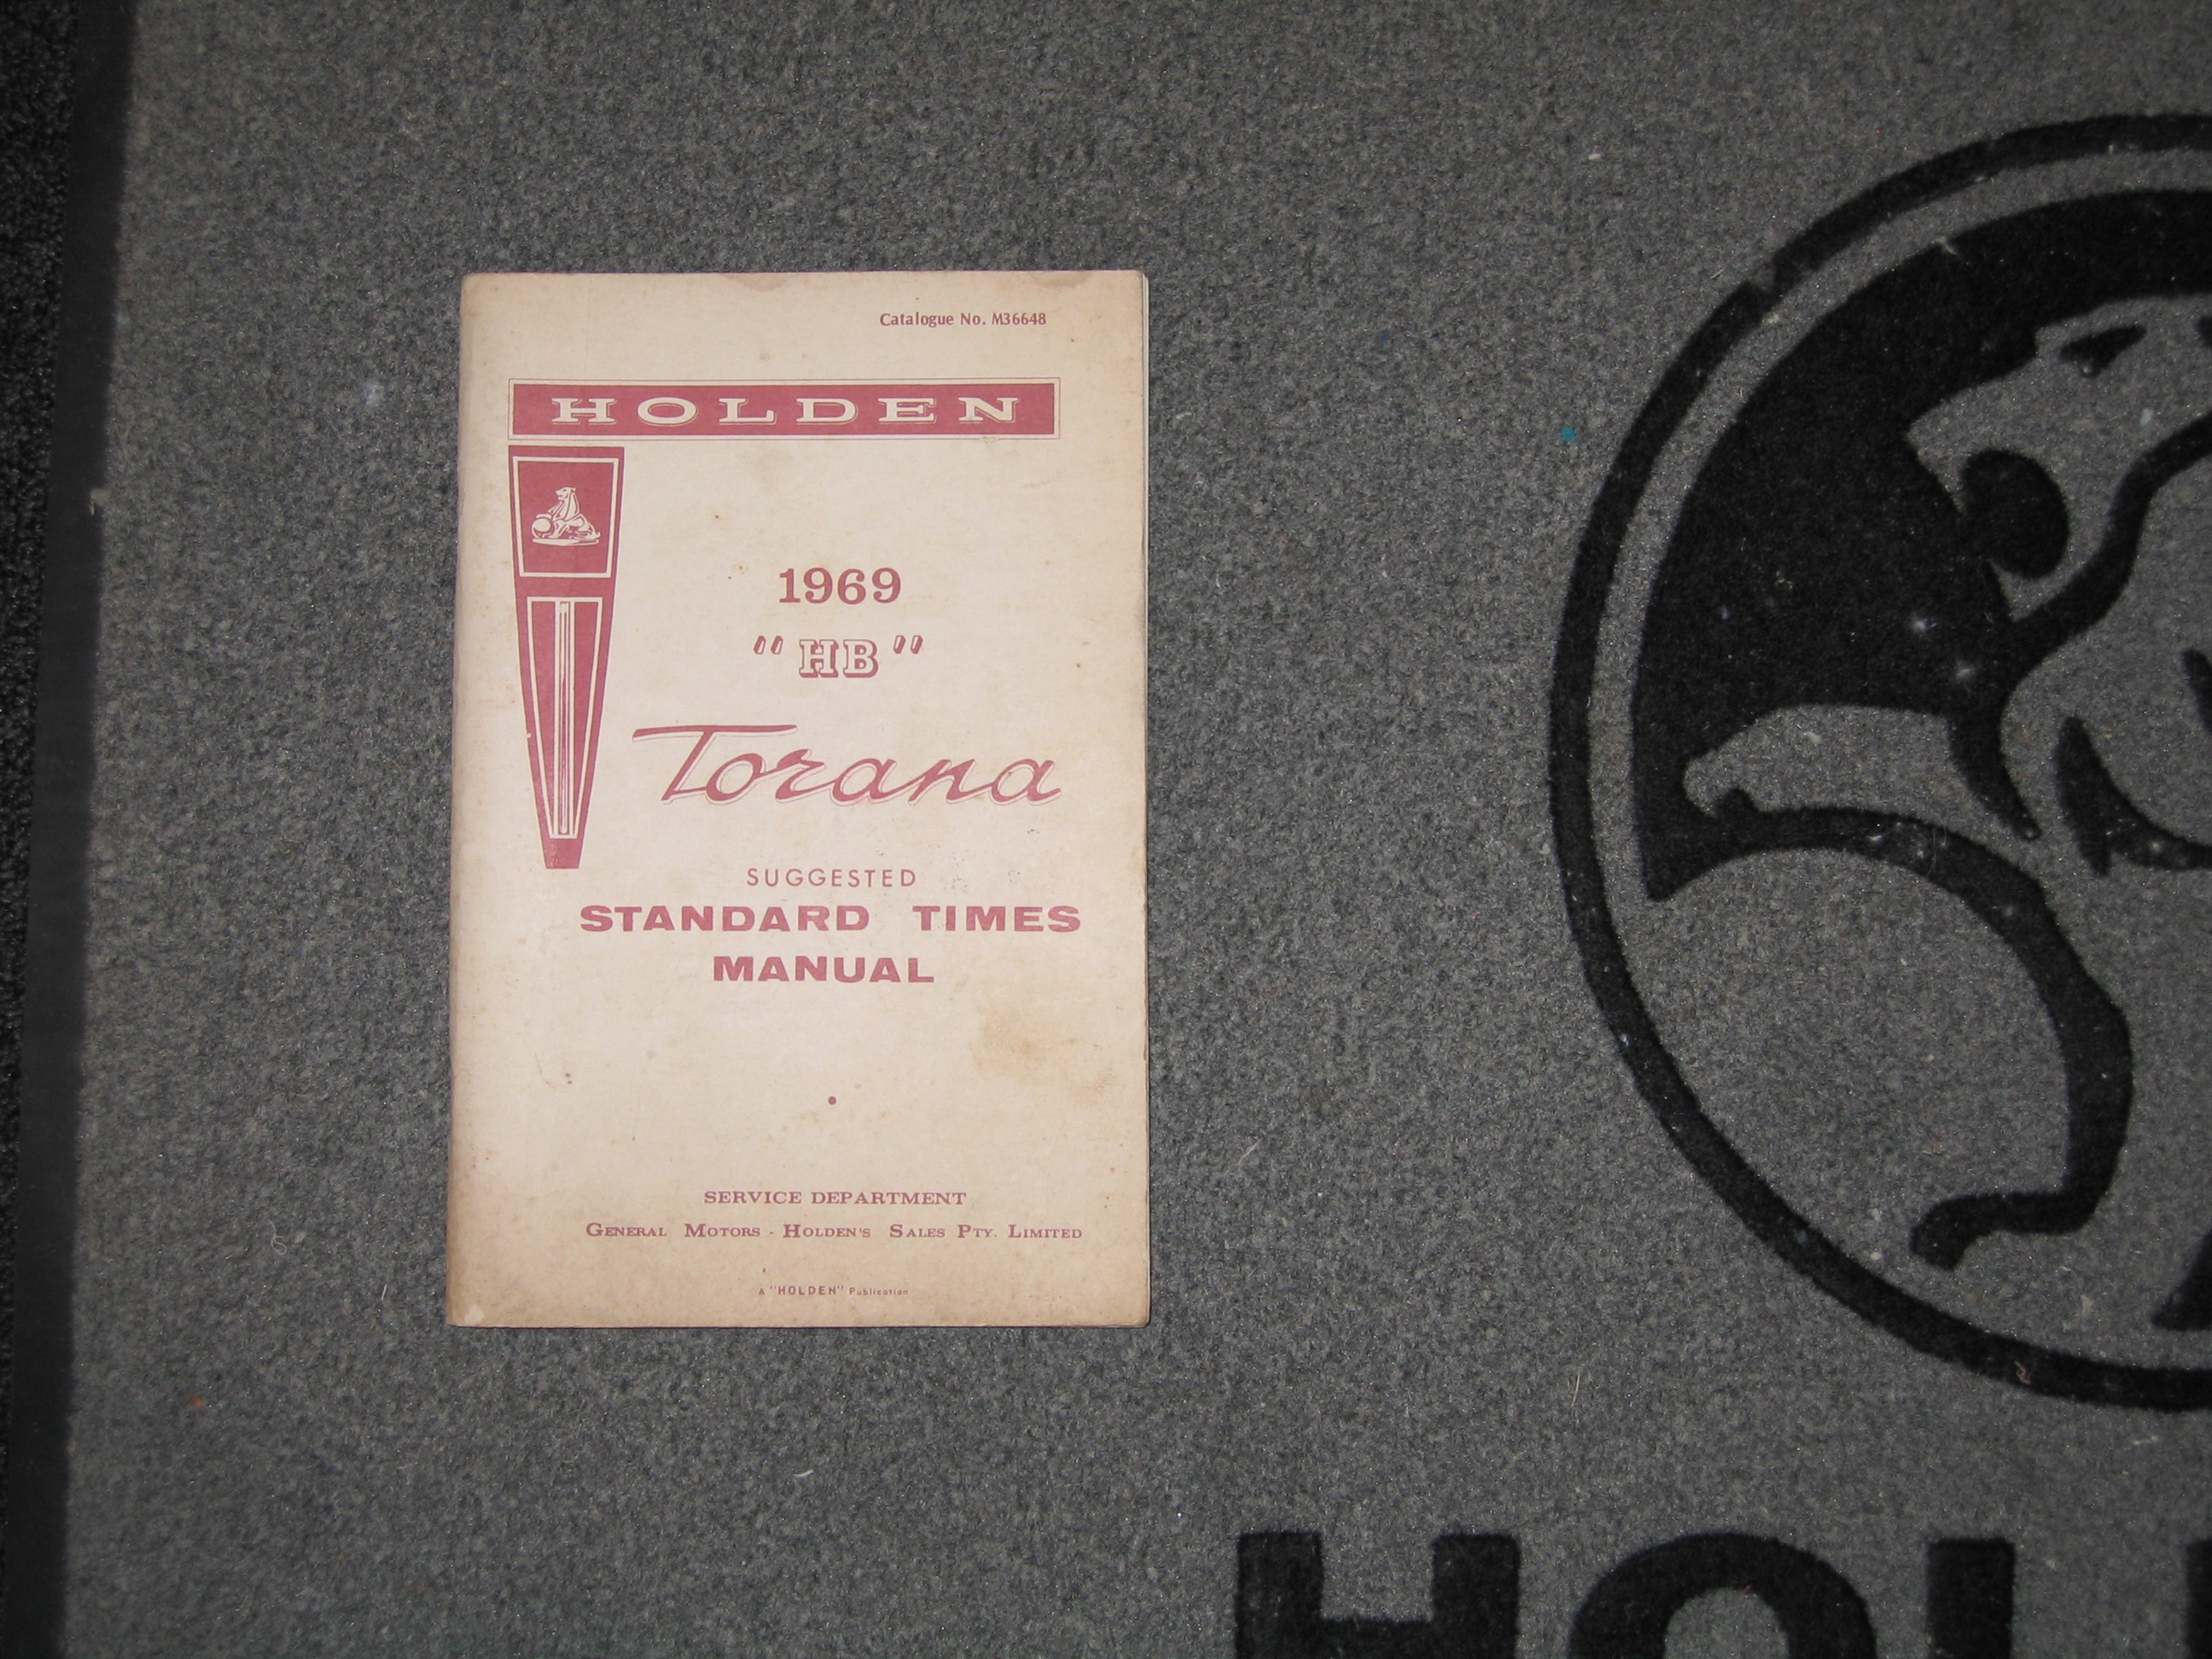 Catalogue No. M36648
HOLDEN
1969
"HB"
Torana
SUGGESTED
STANDARD TIMES
MANUAL
SERVICE DEPARTMENT
GENERAL MOTORS - HOLDEN'S SALES PTY. LIMITED
A "HOLDEN" Publication
HOL